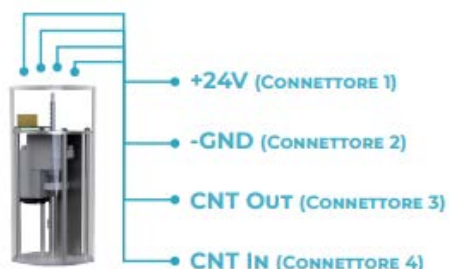 +24V (CONNETTORE 1)
-GND (CONNETTORE 2)
CNT OUT (CONNETTORE 3)
CNT IN (CONNETTORE 4)